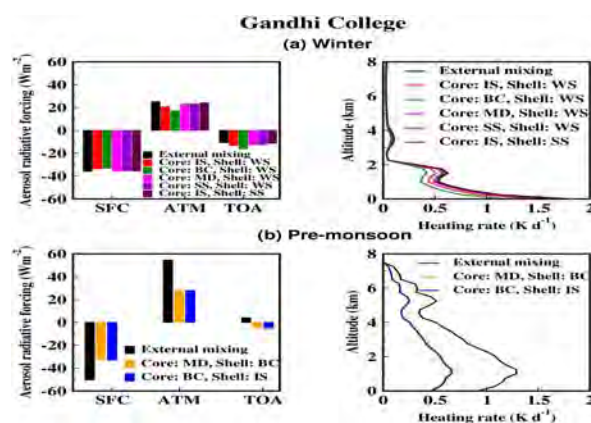 Gandhi College
(a) Winter
Aerosol radiative forcing (Wm-2)
60
40
20
0
-20
-40
-60
External mixing
Core: IS, Shell: WS
Core: BC, Shell: WS
Core: MD, Shell: WS
Core: SS, Shell: WS
Core: IS, Shell: SS
SFC ATM TOA
Altitude (km)
8
6
4
2
0
External mixing
Core: IS, Shell: WS
Core: BC, Shell: WS
Core: MD, Shell: WS
Core: SS, Shell: WS
Core: IS, Shell: SS
0 0.5 1 1.5 2
Heating rate (K d-1)
(b) Pre-monsoon
Aerosol radiative forcing (Wm-2)
60
40
20
0
-20
-40
-60
External mixing
Core: MD, Shell: BC
Core: BC, Shell: IS
SFC ATM TOA
Altitude (km)
8
6
4
2
0
External mixing
Core: MD, Shell: BC
Core: BC, Shell: IS
0 0.5 1 1.5 2
Heating rate (K d-1)